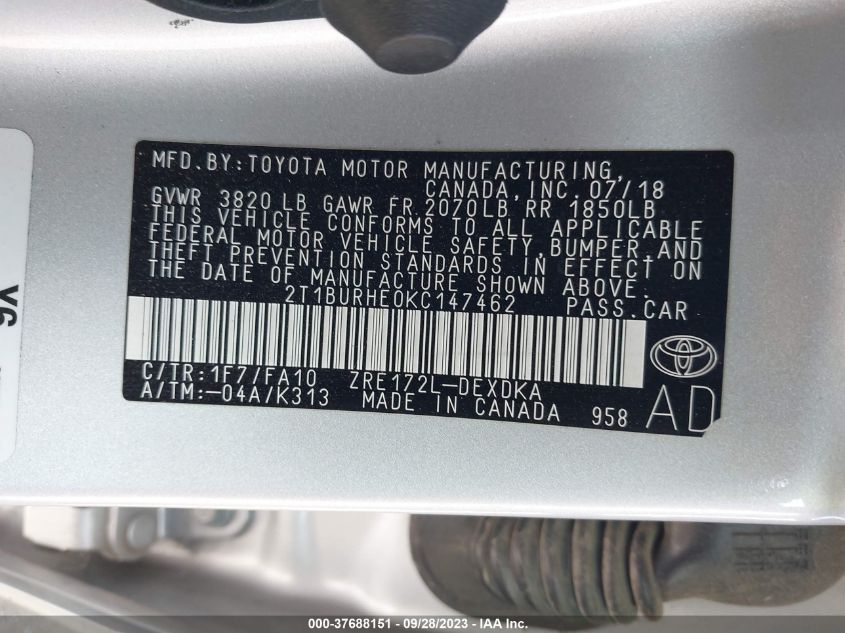 MFD.BY:TOYOTA MOTOR MANUFACTURING,
CANADA,INC.07/18
GVWR 3820 LB GAWR FR.2070LB RR 1850LB
THIS VEHICLE CONFORMS TO ALL APPLICABLE
FEDERAL MOTOR VEHICLE SAFETY,BUMPER,AND
THEFT PREVENTION STANDARDS IN EFFECT ON
THE DATE OF MANUFACTURE SHOWN ABOVE.
2T1BURHE0KC147462 PASS.CAR
C/TR:1F7/FA10 ZRE172L-DEXDKA
A/TM:-04A/K313 MADE IN CANADA 958 AD
V6
000-37688151 - 09/28/2023 - IAA Inc.